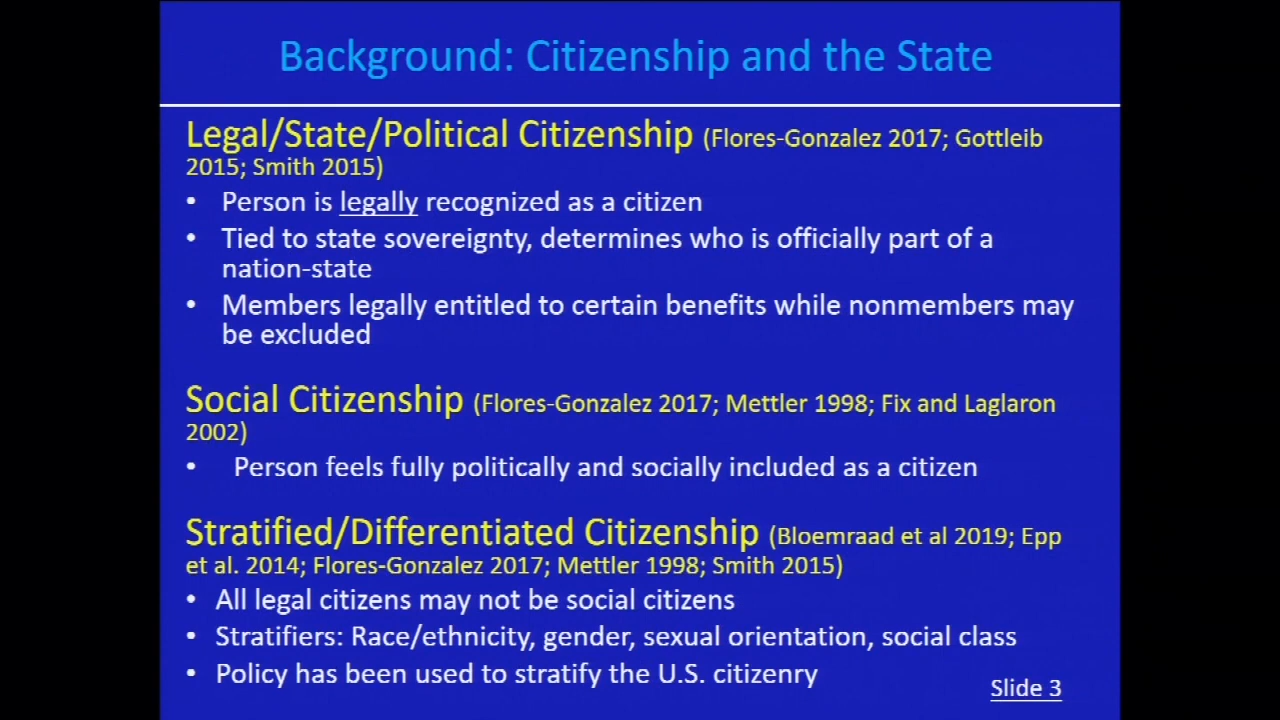 Background: Citizenship and the State
Legal/State/Political Citizenship (Flores-Gonzalez 2017; Gottleib
2015; Smith 2015)
• Person is legally recognized as a citizen
• Tied to state sovereignty, determines who is officially part of a
nation-state
• Members legally entitled to certain benefits while nonmembers may
be excluded
Social Citizenship (Flores-Gonzalez 2017; Mettler 1998; Fix and Laglaron
2002)
• Person feels fully politically and socially included as a citizen
Stratified/Differentiated Citizenship (Bloemraad et al 2019; Epp
et al. 2014; Flores-Gonzalez 2017; Mettler 1998; Smith 2015)
• All legal citizens may not be social citizens
• Stratifiers: Race/ethnicity, gender, sexual orientation, social class
• Policy has been used to stratify the U.S. citizenry
Slide 3